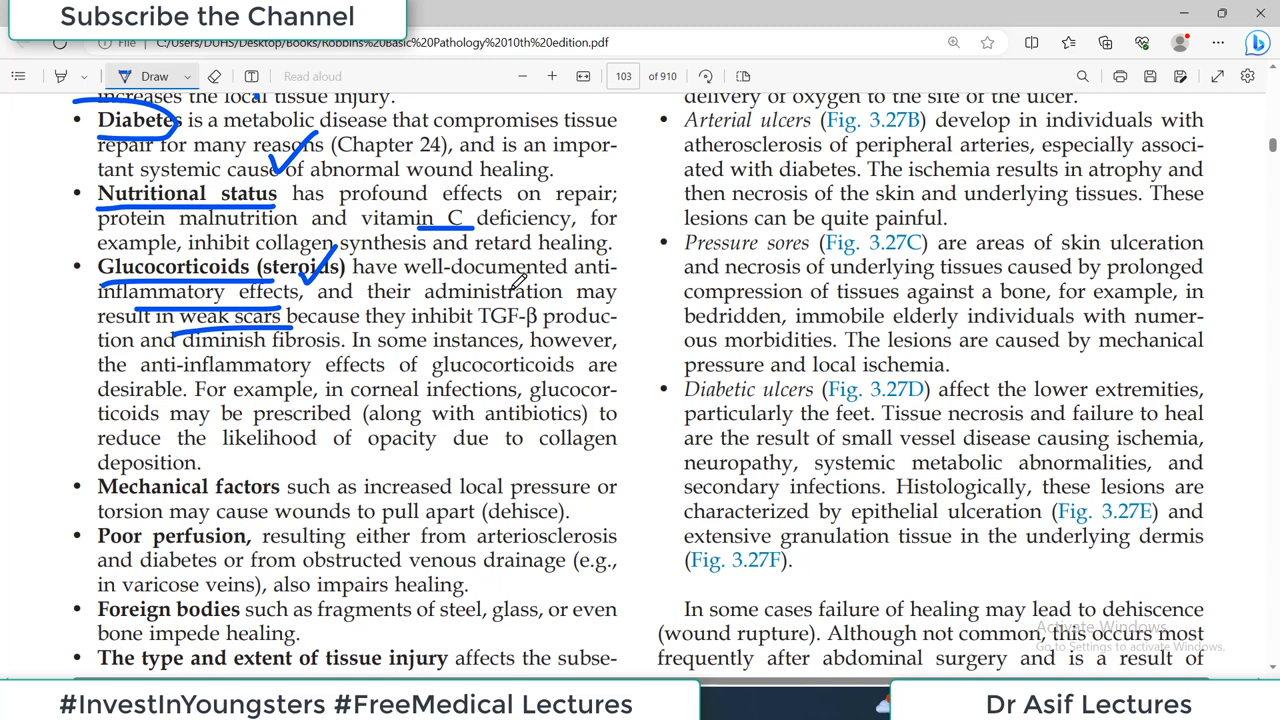 Subscribe the Channel
File
C:/Users/DUHS/Desktop/Books/Robbins%20Basic%20Pathology%2010th%20edition.pdf
Draw
Read aloud
103 of 910
increases the local tissue injury.
• Diabetes is a metabolic disease that compromises tissue
repair for many reasons (Chapter 24), and is an impor-
tant systemic cause of abnormal wound healing.
• Nutritional status has profound effects on repair;
protein malnutrition and vitamin C deficiency, for
example, inhibit collagen synthesis and retard healing.
• Glucocorticoids (steroids) have well-documented anti-
inflammatory effects, and their administration may
result in weak scars because they inhibit TGF-β produc-
tion and diminish fibrosis. In some instances, however,
the anti-inflammatory effects of glucocorticoids are
desirable. For example, in corneal infections, glucocor-
ticoids may be prescribed (along with antibiotics) to
reduce the likelihood of opacity due to collagen
deposition.
• Mechanical factors such as increased local pressure or
torsion may cause wounds to pull apart (dehisce).
• Poor perfusion, resulting either from arteriosclerosis
and diabetes or from obstructed venous drainage (e.g.,
in varicose veins), also impairs healing.
• Foreign bodies such as fragments of steel, glass, or even
bone impede healing.
• The type and extent of tissue injury affects the subse-
delivery of oxygen to the site of the ulcer.
• Arterial ulcers (Fig. 3.27B) develop in individuals with
atherosclerosis of peripheral arteries, especially associ-
ated with diabetes. The ischemia results in atrophy and
then necrosis of the skin and underlying tissues. These
lesions can be quite painful.
• Pressure sores (Fig. 3.27C) are areas of skin ulceration
and necrosis of underlying tissues caused by prolonged
compression of tissues against a bone, for example, in
bedridden, immobile elderly individuals with numer-
ous morbidities. The lesions are caused by mechanical
pressure and local ischemia.
• Diabetic ulcers (Fig. 3.27D) affect the lower extremities,
particularly the feet. Tissue necrosis and failure to heal
are the result of small vessel disease causing ischemia,
neuropathy, systemic metabolic abnormalities, and
secondary infections. Histologically, these lesions are
characterized by epithelial ulceration (Fig. 3.27E) and
extensive granulation tissue in the underlying dermis
(Fig. 3.27F).
In some cases failure of healing may lead to dehiscence
(wound rupture). Although not common, this occurs most
frequently after abdominal surgery and is a result of
Activate Windows
Go to Settings to activate Windows.
#InvestInYoungsters #FreeMedical Lectures
Dr Asif Lectures